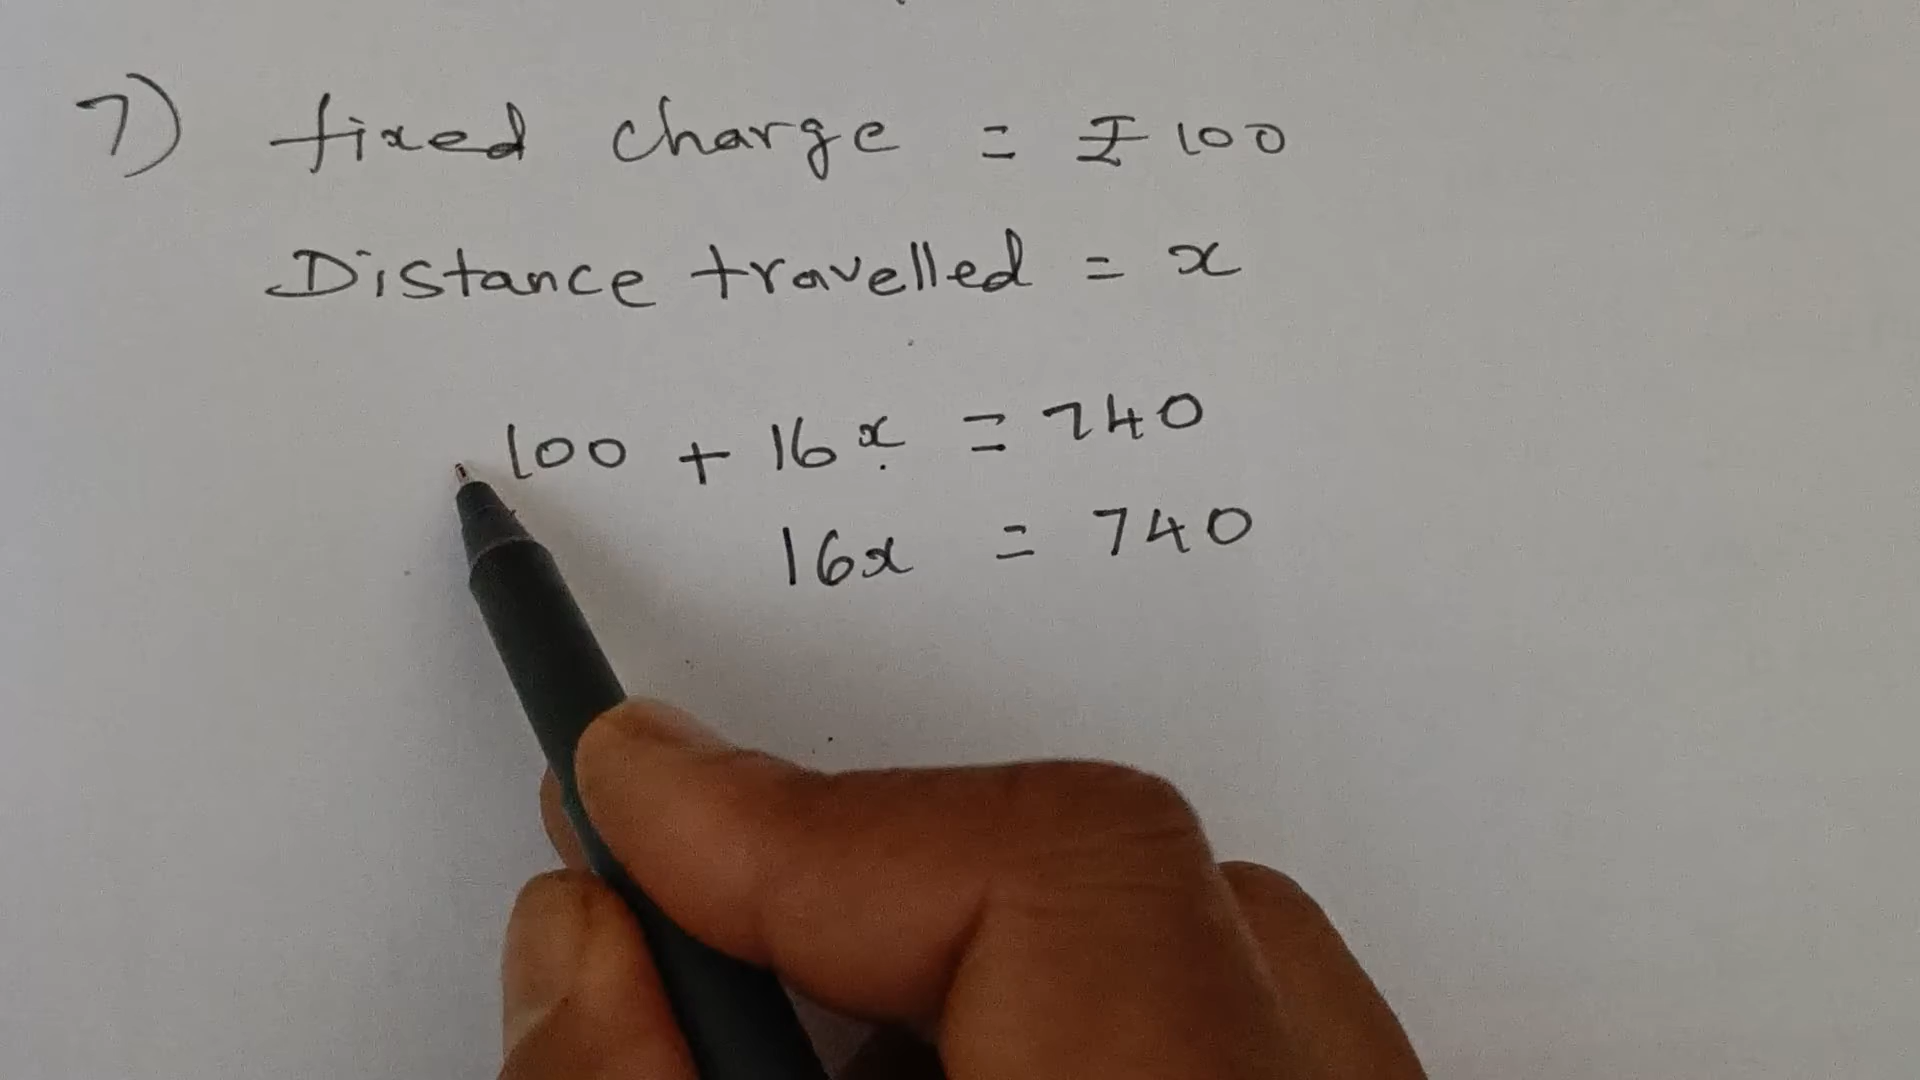 7) fixed charge = ₹ 100
Distance travelled = x
100 + 16x = 740
16x = 740